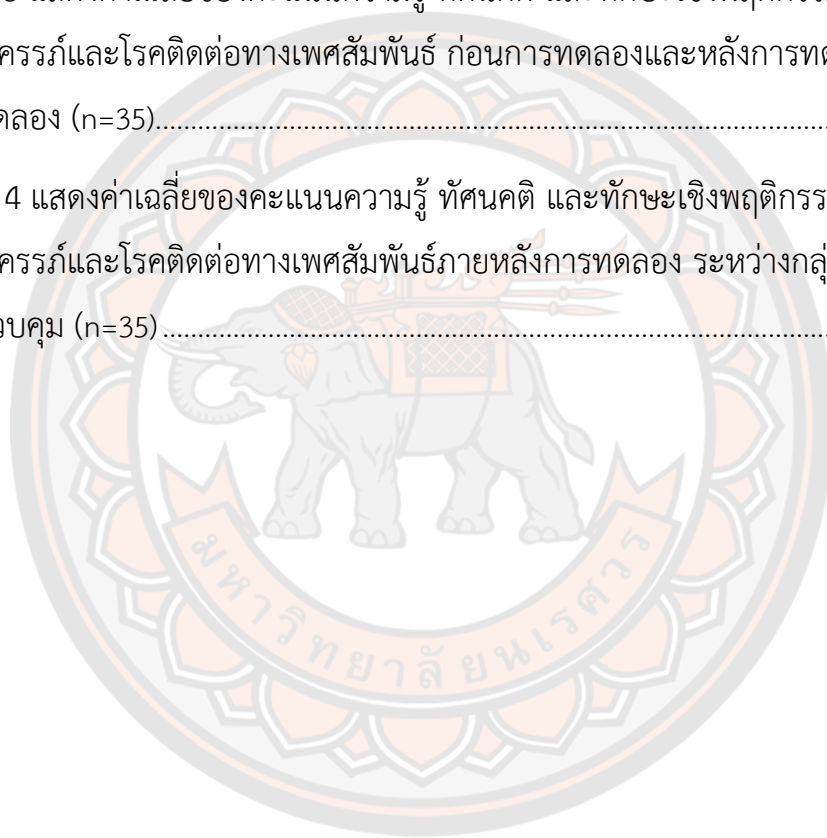 ครรภ์และโรคติดต่อทางเพศสัมพันธ์ ก่อนการทดลองและหลังการทด
ดลอง (n=35)
4 แสดงค่าเฉลี่ยของคะแนนความรู้ ทัศนคติ และทักษะเชิงพฤติกรร
ครรภ์และโรคติดต่อทางเพศสัมพันธ์ภายหลังการทดลอง ระหว่างกลุ่
วบคุม (n=35)
มหาวิทยาลัยนเรศวร